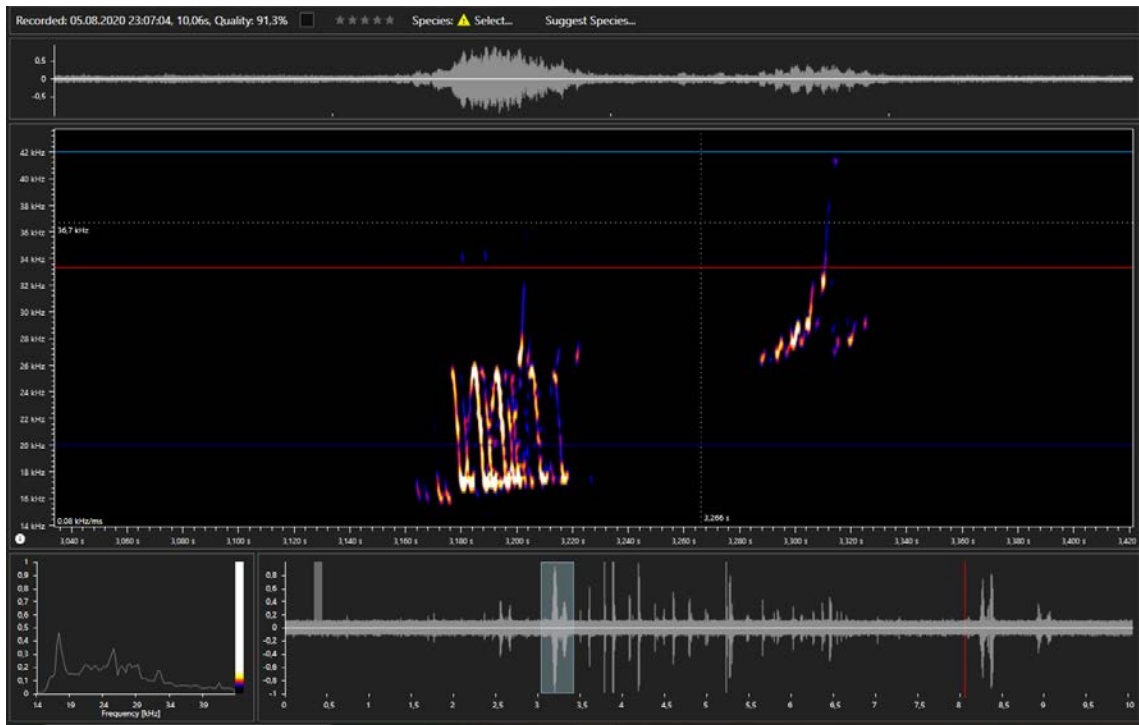 Recorded: 05.08.2020 23:07:04, 10,06s, Quality: 91,3% Species: Select... Suggest Species...
0,5
0
-0,5
42 kHz
40 kHz
38 kHz
36,7 kHz
36 kHz
34 kHz
32 kHz
30 kHz
28 kHz
26 kHz
24 kHz
22 kHz
20 kHz
18 kHz
16 kHz
0.08 kHz/ms 3,266 s
14 kHz
3,040 s 3,060 s 3,080 s 3,100 s 3,120 s 3,140 s 3,160 s 3,180 s 3,200 s 3,220 s 3,240 s 3,260 s 3,280 s 3,300 s 3,320 s 3,340 s 3,360 s 3,380 s 3,400 s 3,420
1
0,9
0,8
0,7
0,6
0,5
0,4
0,3
0,2
0,1
0
14 19 24 29 34 39
Frequency [kHz]
0,8
0,6
0,4
0,2
0
-0,2
-0,4
-0,6
-0,8
-1
0,5 1 1,5 2 2,5 3 3,5 4 4,5 5 5,5 6 6,5 7 7,5 8 8,5 9 9,5 10